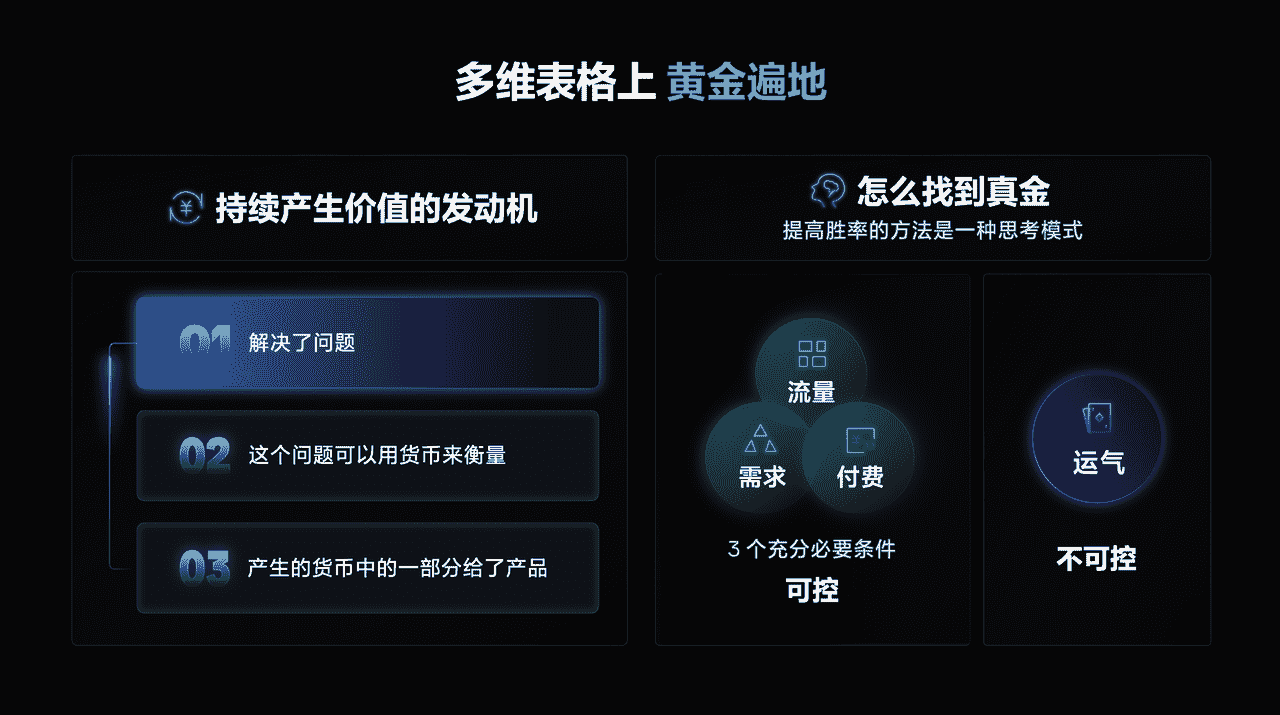 多维表格上 黄金遍地
持续产生价值的发动机
01 解决了问题
02 这个问题可以用货币来衡量
03 产生的货币中的一部分给了产品
怎么找到真金
提高胜率的方法是一种思考模式
流量
需求 付费
3 个充分必要条件
可控
运气
不可控